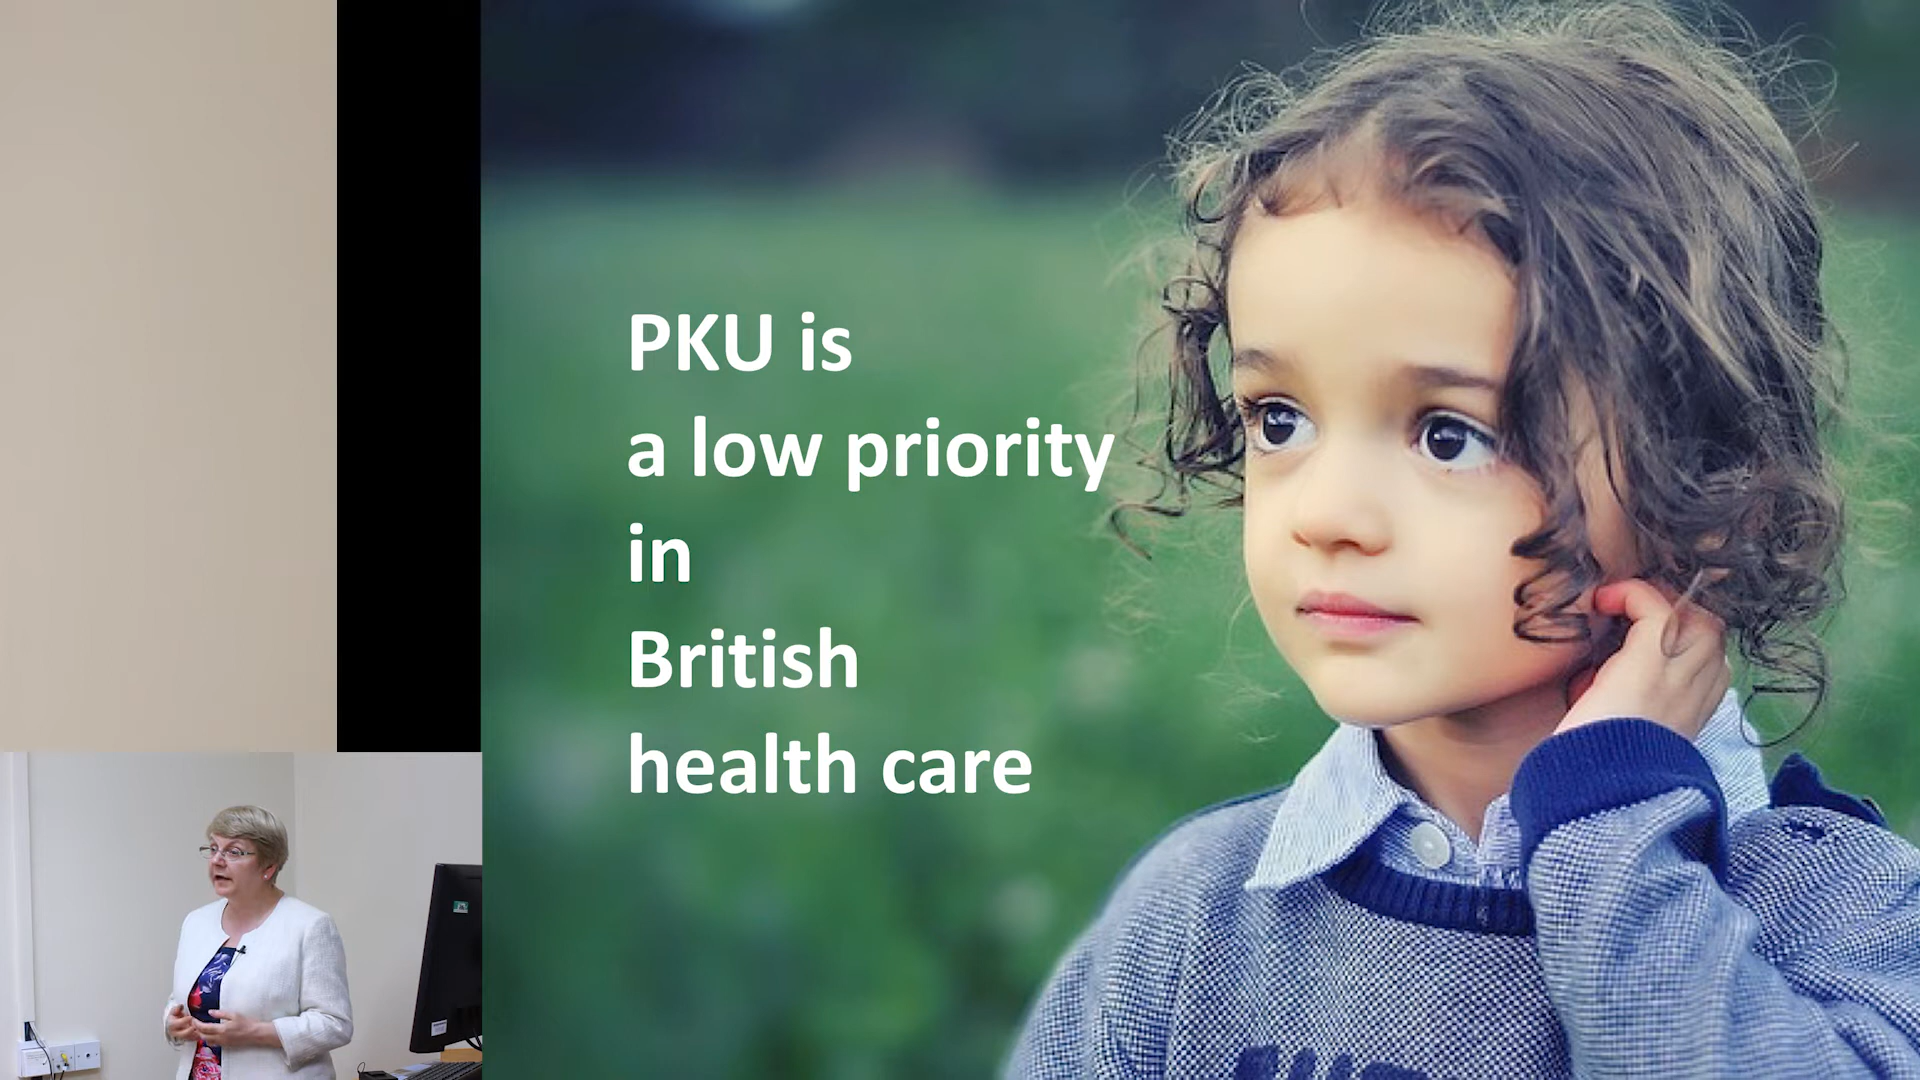 PKU is
a low priority
in
British
health care